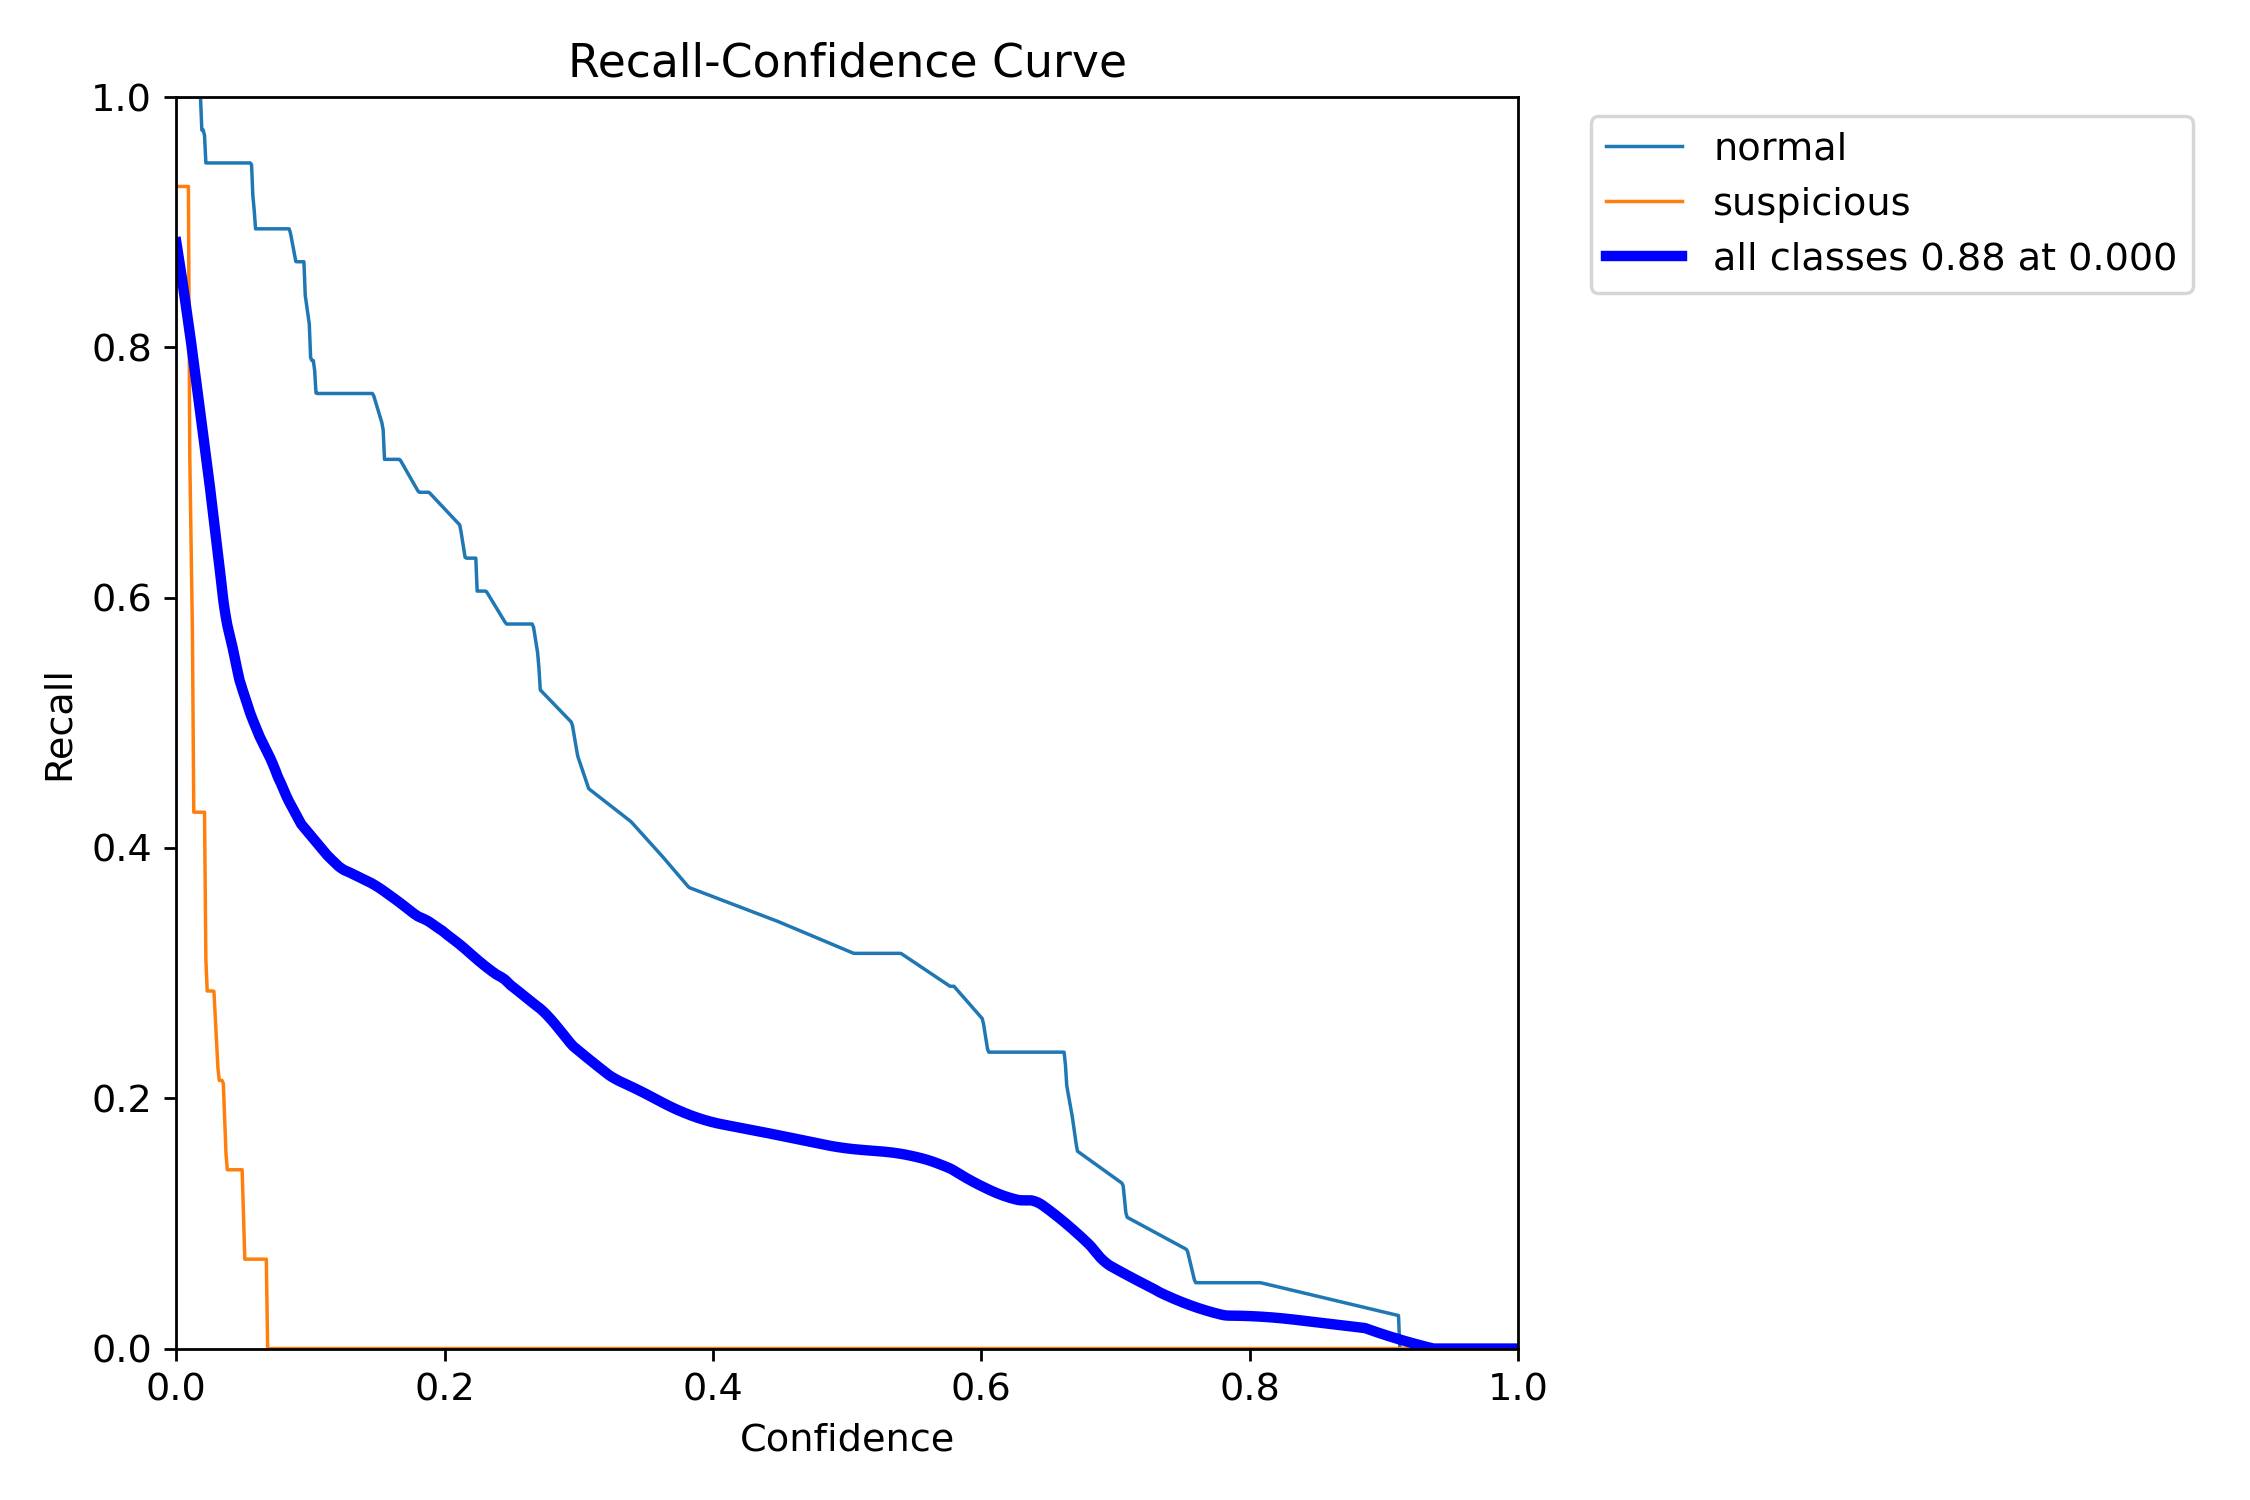 Recall-Confidence Curve
1.0
0.8
0.6
0.4
0.2
0.0
Recall
0.0 0.2 0.4 0.6 0.8 1.0
Confidence
normal
suspicious
all classes 0.88 at 0.000